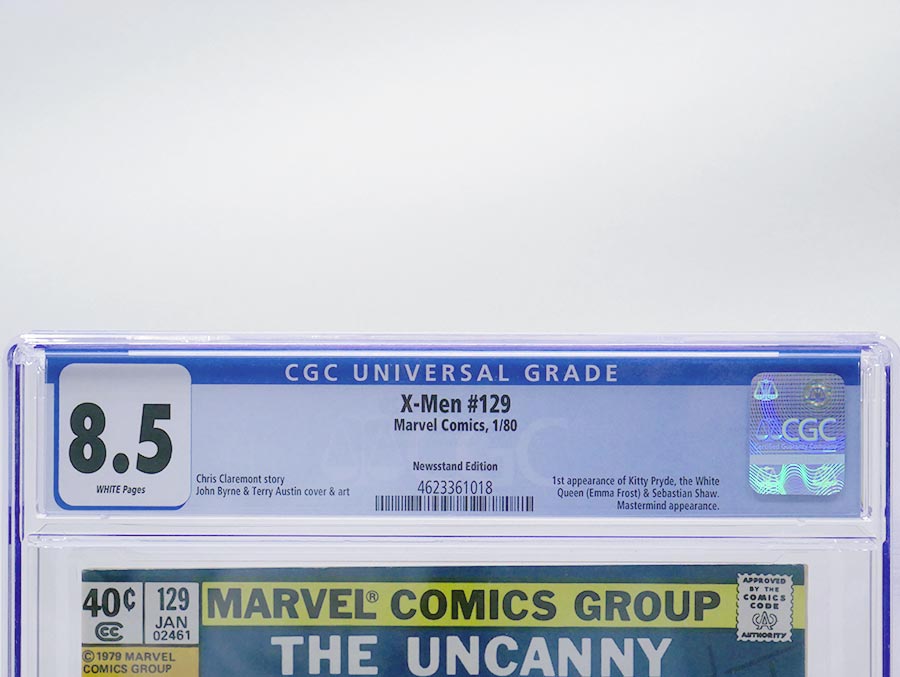 CGC UNIVERSAL GRADE
8.5
WHITE Pages
X-Men #129
Marvel Comics, 1/80
Newsstand Edition
4623361018
Chris Claremont story
John Byrne & Terry Austin cover & art
1st appearance of Kitty Pryde, the White
Queen (Emma Frost) & Sebastian Shaw.
Mastermind appearance.
CGC
40¢
CC
129
JAN
02461
© 1979 MARVEL
COMICS GROUP
MARVEL® COMICS GROUP
THE UNCANNY
APPROVED
BY THE
COMICS
CODE
AUTHORITY